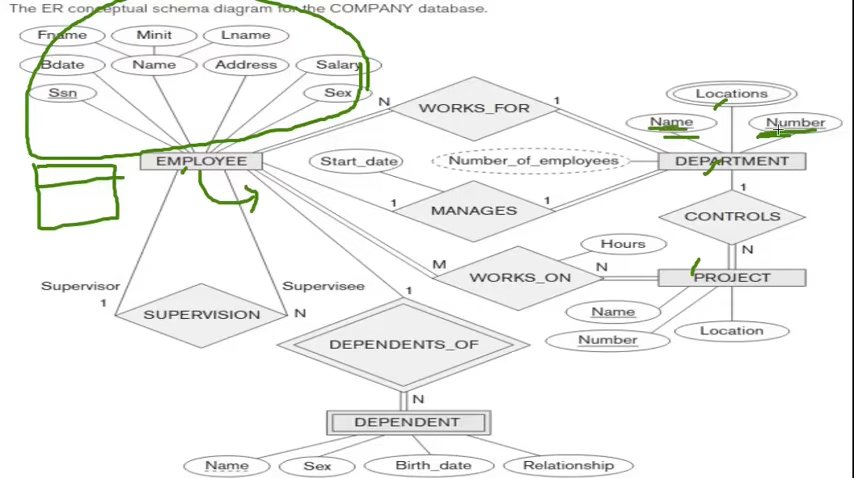 The ER conceptual schema diagram for the COMPANY database.
Fname Minit Lname
Bdate Name Address Salary
Ssn Sex
Locations
Name Number
N WORKS_FOR 1
EMPLOYEE Start_date Number_of_employees DEPARTMENT
1 MANAGES 1
1
CONTROLS
N
Hours
M WORKS_ON N PROJECT
Supervisor Supervisee
1 SUPERVISION N
1
Name
Number Location
DEPENDENTS_OF
N
DEPENDENT
Name Sex Birth_date Relationship